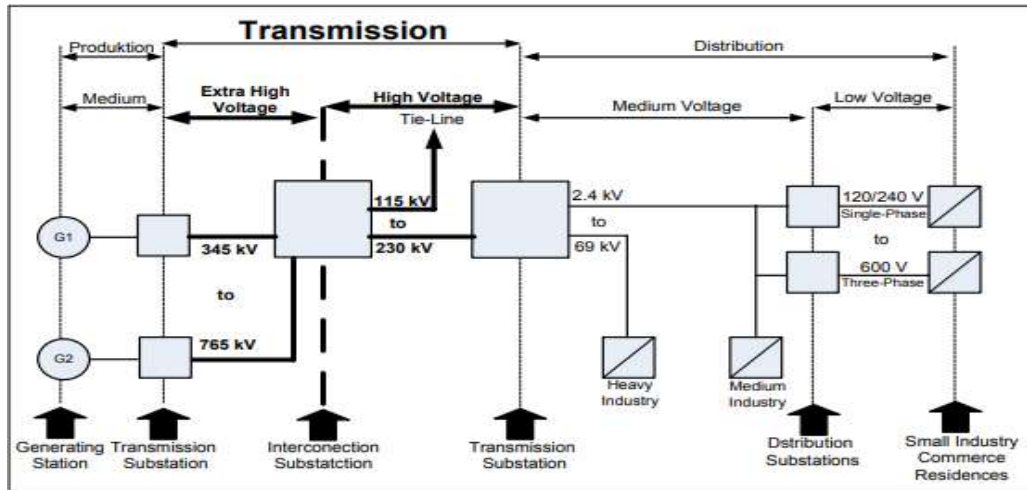 Transmission
Produktion
Distribution
Medium
Extra High
Voltage
High Voltage
Tie-Line
Medium Voltage
Low Voltage
G1
345 kV
to
G2
765 kV
115 kV
to
230 kV
2.4 kV
to
69 kV
120/240 V
Single-Phase
to
600 V
Three-Phase
Heavy
Industry
Medium
Industry
Generating
Station
Transmission
Substation
Interconection
Substatction
Transmission
Substation
Dstribution
Substations
Small Industry
Commerce
Residences